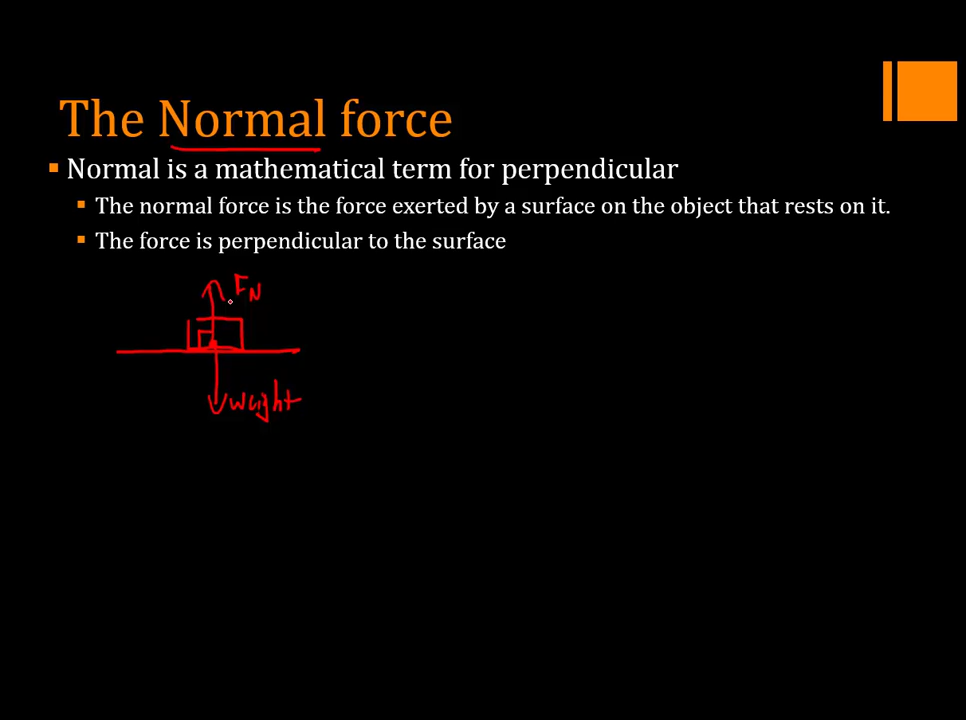 The Normal force
Normal is a mathematical term for perpendicular
The normal force is the force exerted by a surface on the object that rests on it.
The force is perpendicular to the surface
FN
weight